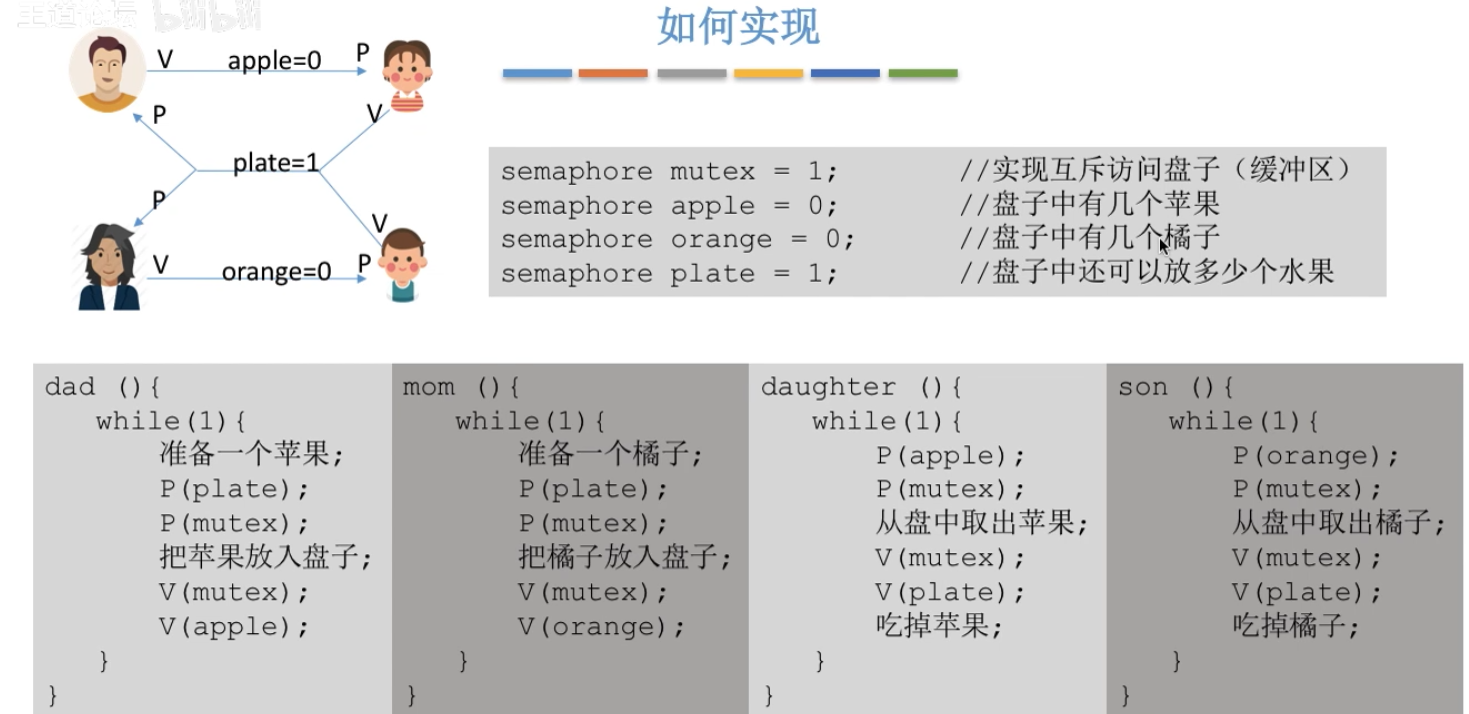 王道论坛 bilibili
如何实现
V apple=0 P
P V
plate=1
P V
V orange=0 P
semaphore mutex = 1; //实现互斥访问盘子（缓冲区）
semaphore apple = 0; //盘子中有几个苹果
semaphore orange = 0; //盘子中有几个橘子
semaphore plate = 1; //盘子中还可以放多少个水果
dad (){
while(1){
准备一个苹果;
P(plate);
P(mutex);
把苹果放入盘子;
V(mutex);
V(apple);
}
}
mom (){
while(1){
准备一个橘子;
P(plate);
P(mutex);
把橘子放入盘子;
V(mutex);
V(orange);
}
}
daughter (){
while(1){
P(apple);
P(mutex);
从盘中取出苹果;
V(mutex);
V(plate);
吃掉苹果;
}
}
son (){
while(1){
P(orange);
P(mutex);
从盘中取出橘子;
V(mutex);
V(plate);
吃掉橘子;
}
}